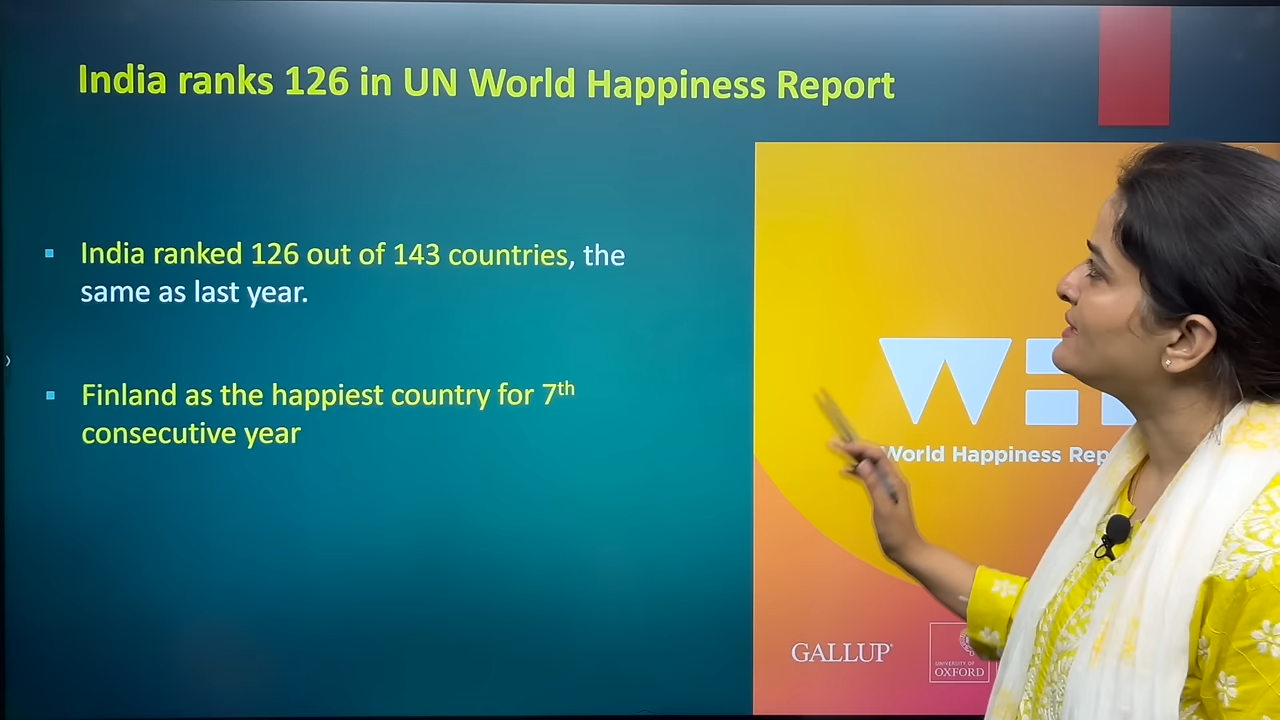 India ranks 126 in UN World Happiness Report
India ranked 126 out of 143 countries, the
same as last year.
Finland as the happiest country for 7th
consecutive year
World Happiness Rep
GALLUP
UNIVERSITY OF
OXFORD